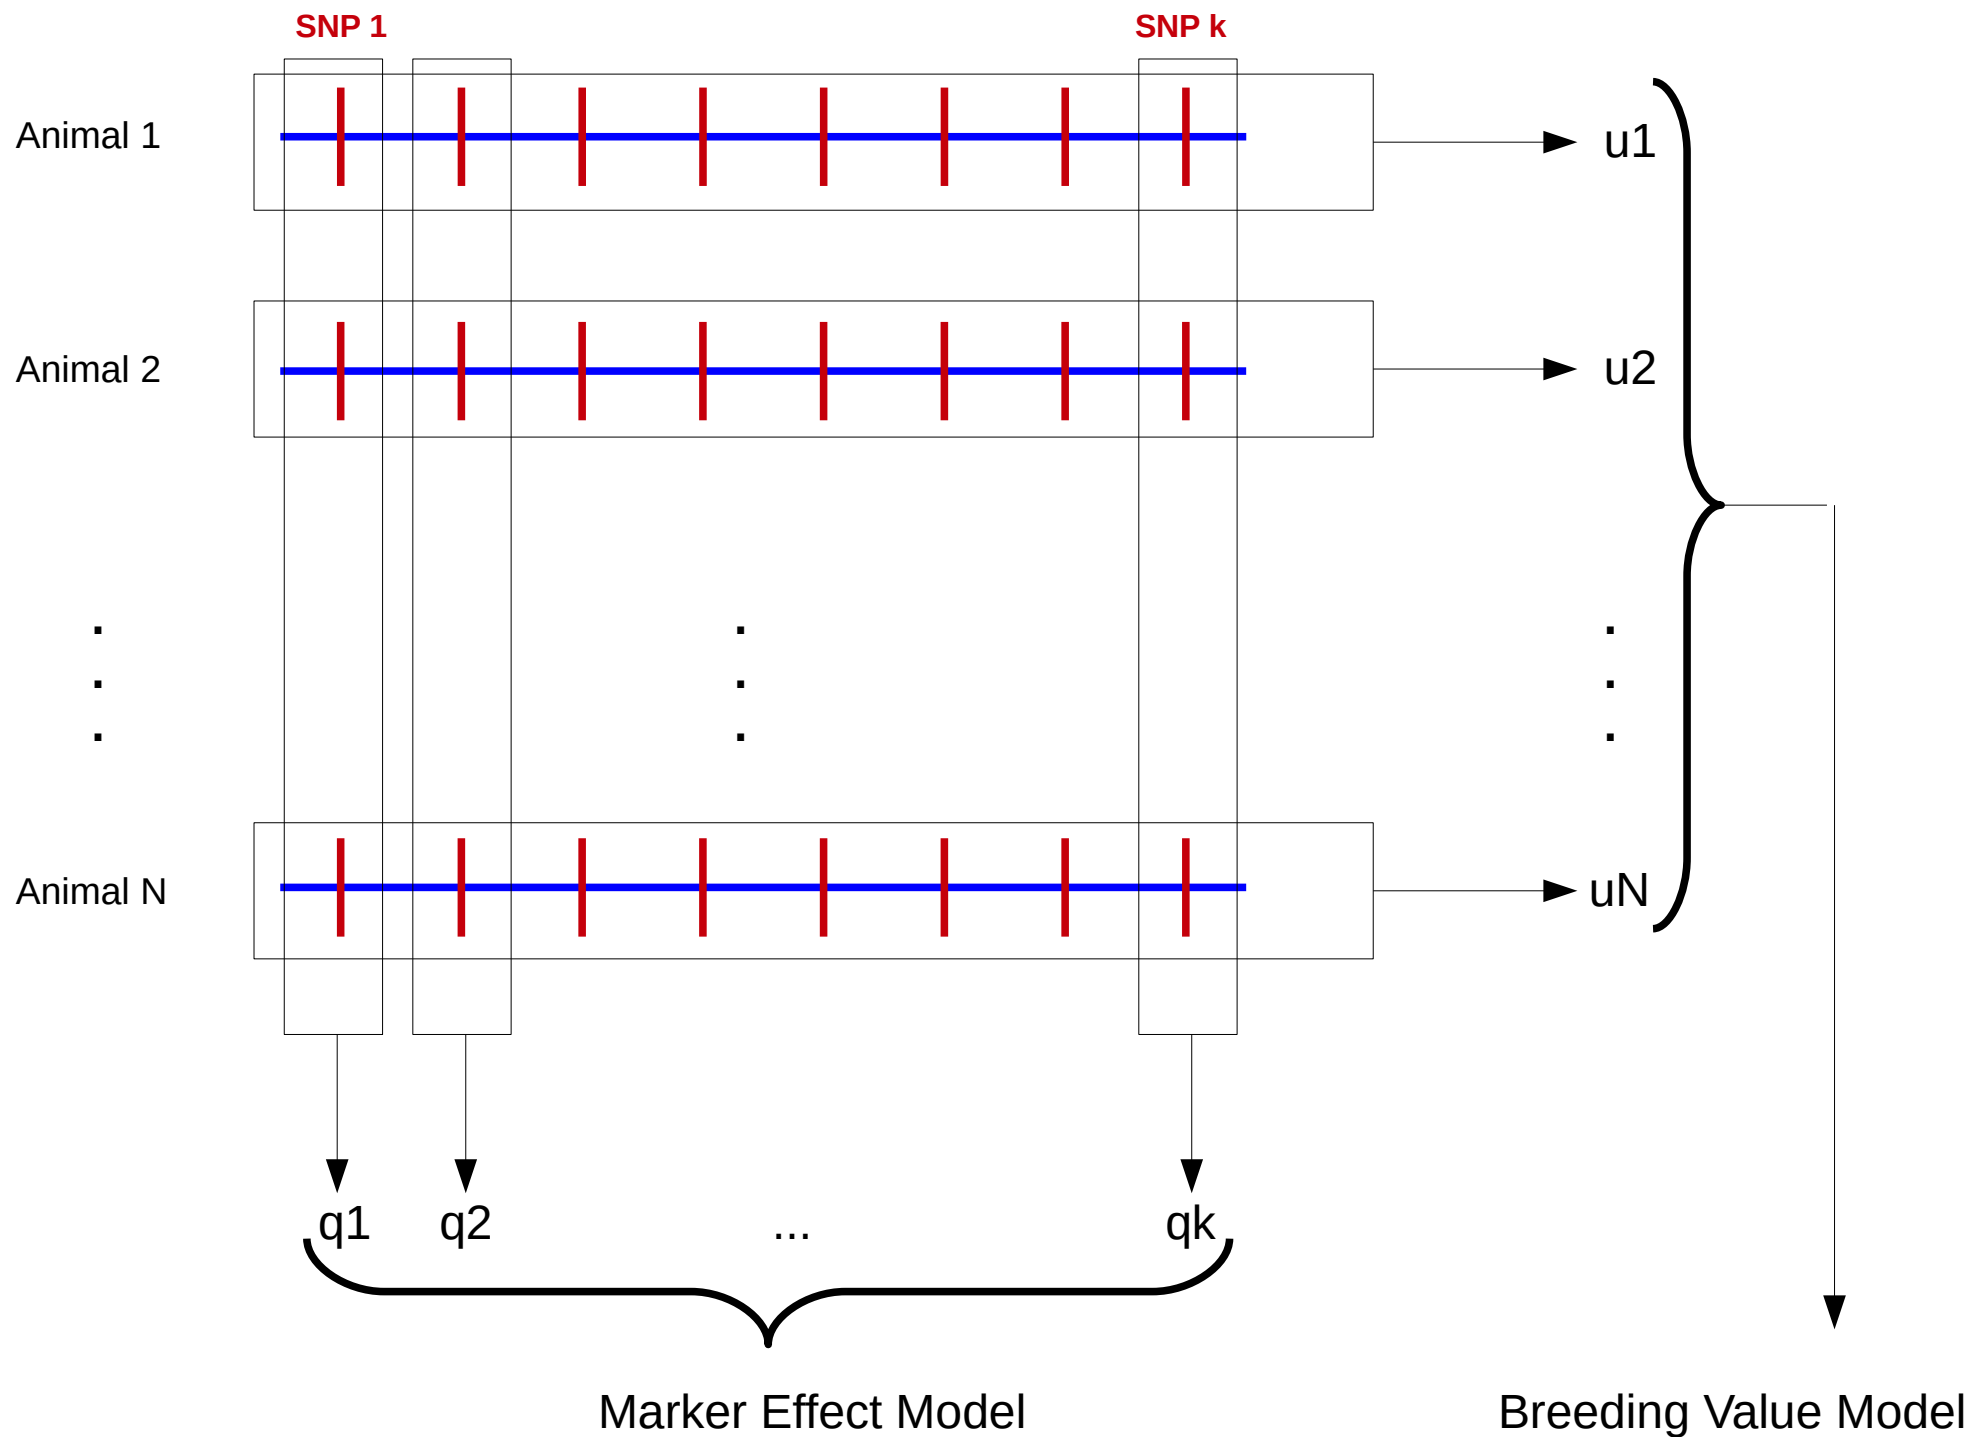 SNP 1
SNP k
Animal 1
u1
Animal 2
u2
.
.
.
.
.
.
.
.
.
Animal N
uN
q1
q2
...
qk
Marker Effect Model
Breeding Value Model